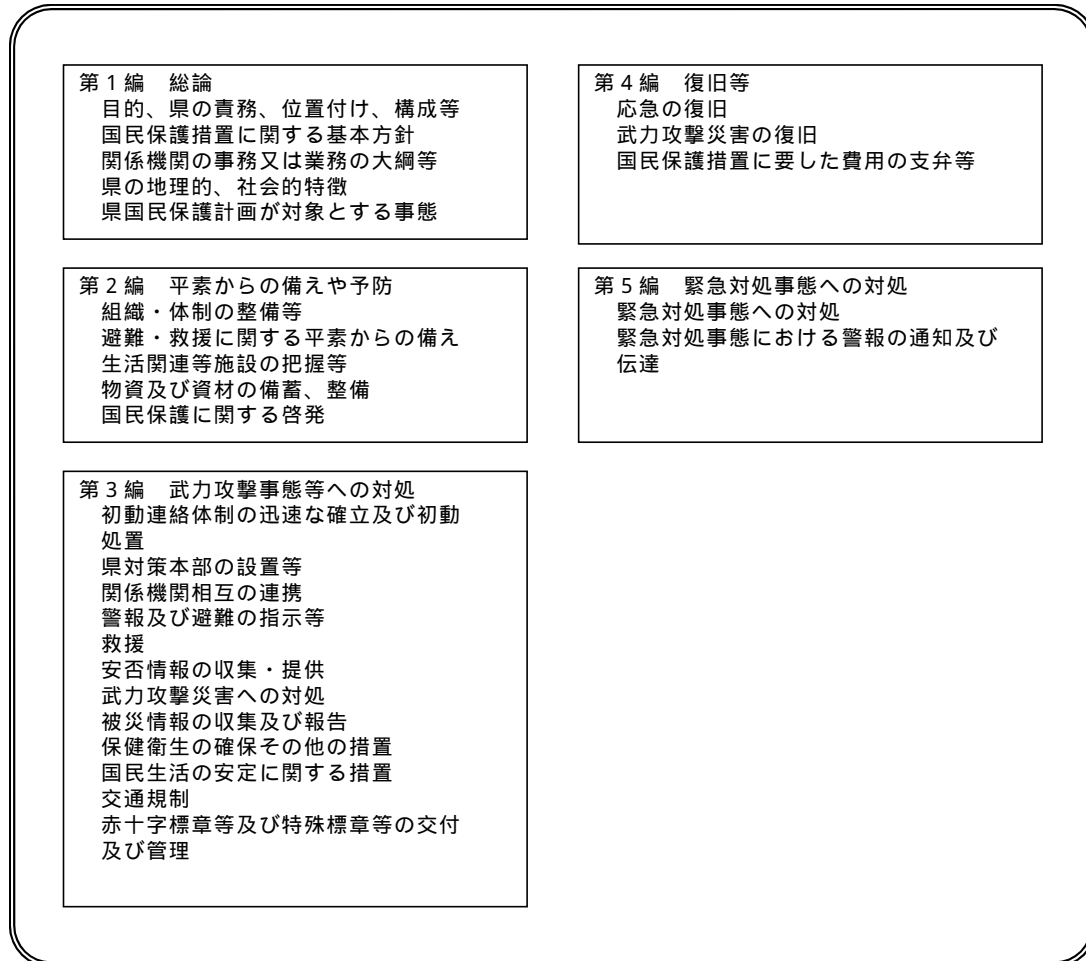 第１編　総論
目的、県の責務、位置付け、構成等
国民保護措置に関する基本方針
関係機関の事務又は業務の大綱等
県の地理的、社会的特徴
県国民保護計画が対象とする事態
第２編　平素からの備えや予防
組織・体制の整備等
避難・救援に関する平素からの備え
生活関連等施設の把握等
物資及び資材の備蓄、整備
国民保護に関する啓発
第３編　武力攻撃事態等への対処
初動連絡体制の迅速な確立及び初動
処置
県対策本部の設置等
関係機関相互の連携
警報及び避難の指示等
救援
安否情報の収集・提供
武力攻撃災害への対処
被災情報の収集及び報告
保健衛生の確保その他の措置
国民生活の安定に関する措置
交通規制
赤十字標章等及び特殊標章等の交付
及び管理
第４編　復旧等
応急の復旧
武力攻撃災害の復旧
国民保護措置に要した費用の支弁等
第５編　緊急対処事態への対処
緊急対処事態への対処
緊急対処事態における警報の通知及び
伝達